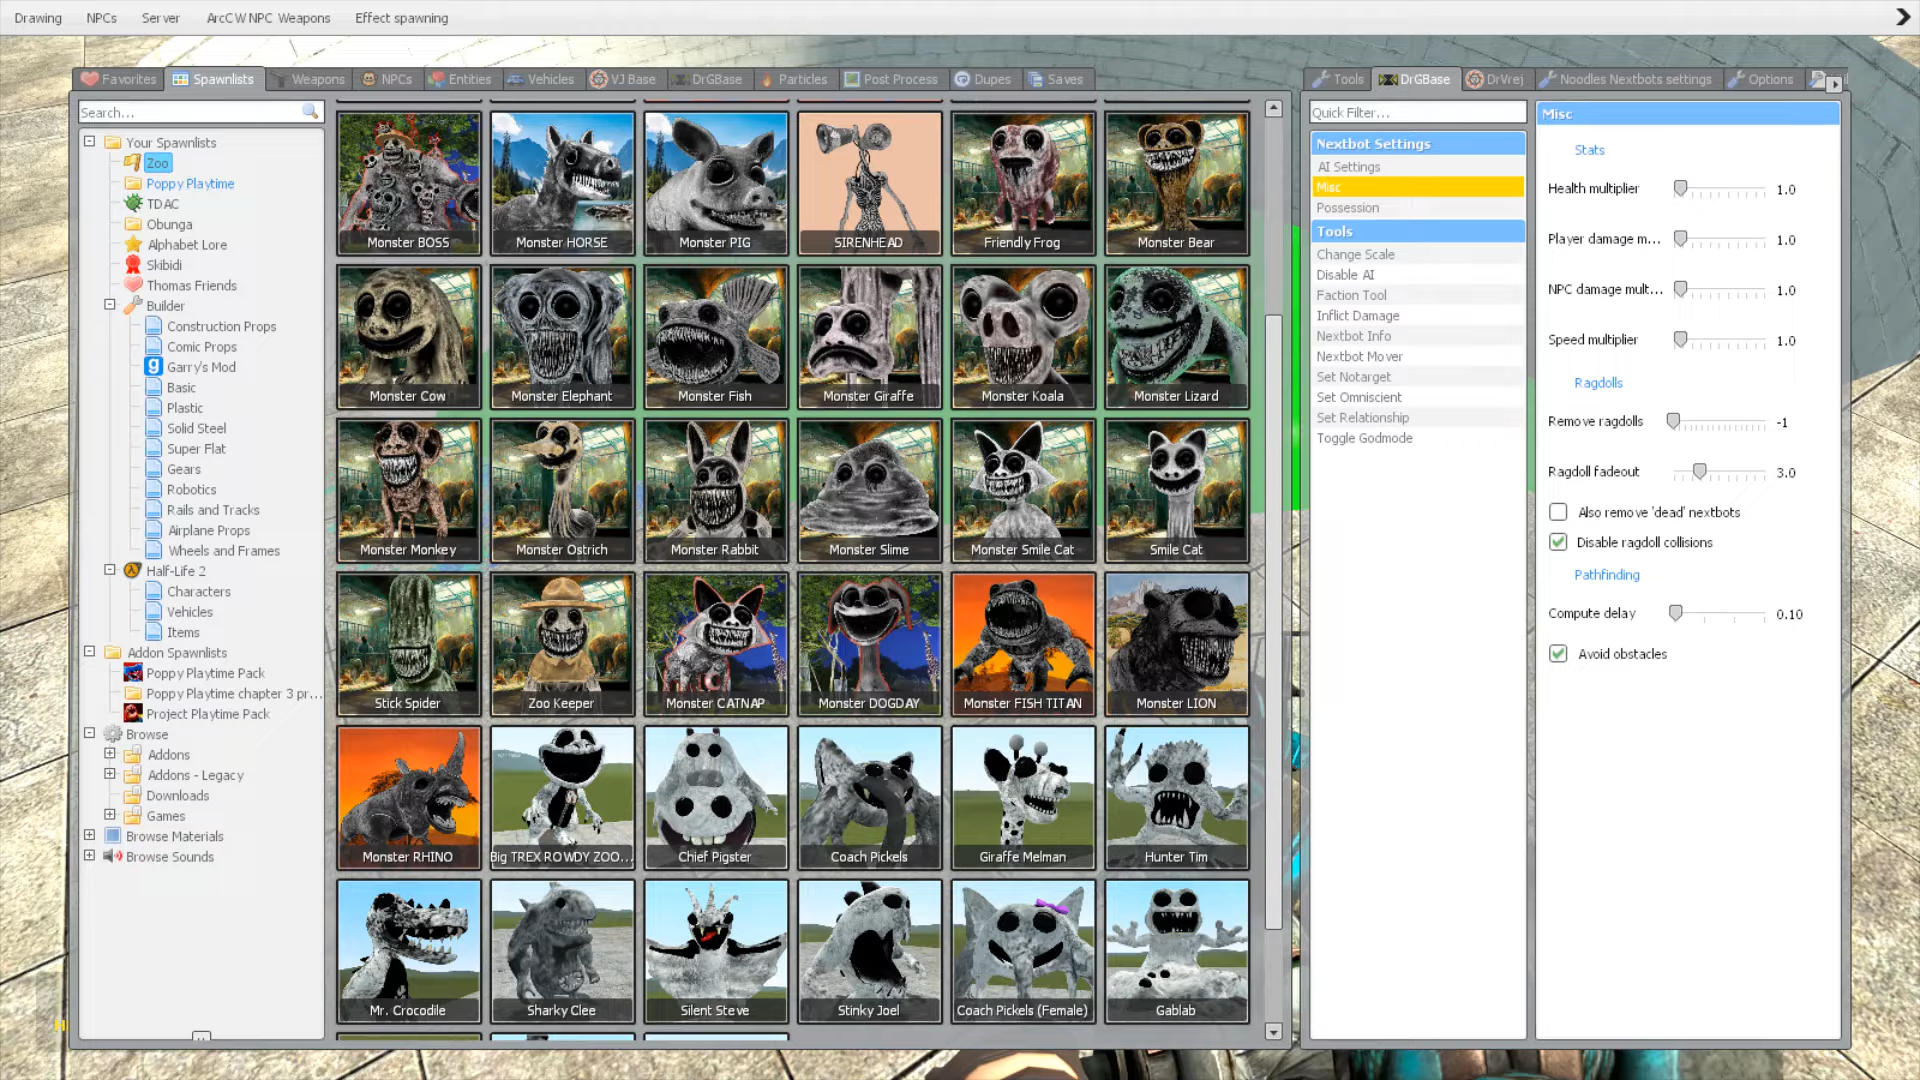 Drawing NPCs Server ArcCW NPC Weapons Effect spawning
Favorites Spawnlists Weapons NPCs Entities Vehicles VJ Base DrGBase Particles Post Process Dupes Saves
Search...
Your Spawnlists
Zoo
Poppy Playtime
TDAC
Obunga
Alphabet Lore
Skibidi
Thomas Friends
Builder
Construction Props
Comic Props
Garry's Mod
Basic
Plastic
Solid Steel
Super Flat
Gears
Robotics
Rails and Tracks
Airplane Props
Wheels and Frames
Half-Life 2
Characters
Vehicles
Items
Addon Spawnlists
Poppy Playtime Pack
Poppy Playtime chapter 3 pr...
Project Playtime Pack
Browse
Addons
Addons - Legacy
Downloads
Games
Browse Materials
Browse Sounds
Monster BOSS Monster HORSE Monster PIG SIRENHEAD Friendly Frog Monster Bear
Monster Cow Monster Elephant Monster Fish Monster Giraffe Monster Koala Monster Lizard
Monster Monkey Monster Ostrich Monster Rabbit Monster Slime Monster Smile Cat Smile Cat
Stick Spider Zoo Keeper Monster CATNAP Monster DOGDAY Monster FISH TITAN Monster LION
Monster RHINO Big TREX ROWDY ZOO... Chief Pigster Coach Pickels Giraffe Melman Hunter Tim
Mr. Crocodile Sharky Clee Silent Steve Stinky Joel Coach Pickels (Female) Gablab
Tools DrGBase DrVrej Noodles Nextbots settings Options
Quick Filter...
Nextbot Settings
AI Settings
Misc
Possession
Tools
Change Scale
Disable AI
Faction Tool
Inflict Damage
Nextbot Info
Nextbot Mover
Set Notarget
Set Omniscient
Set Relationship
Toggle Godmode
Misc
Stats
Health multiplier 1.0
Player damage m... 1.0
NPC damage mult... 1.0
Speed multiplier 1.0
Ragdolls
Remove ragdolls -1
Ragdoll fadeout 3.0
Also remove 'dead' nextbots
Disable ragdoll collisions
Pathfinding
Compute delay 0.10
Avoid obstacles